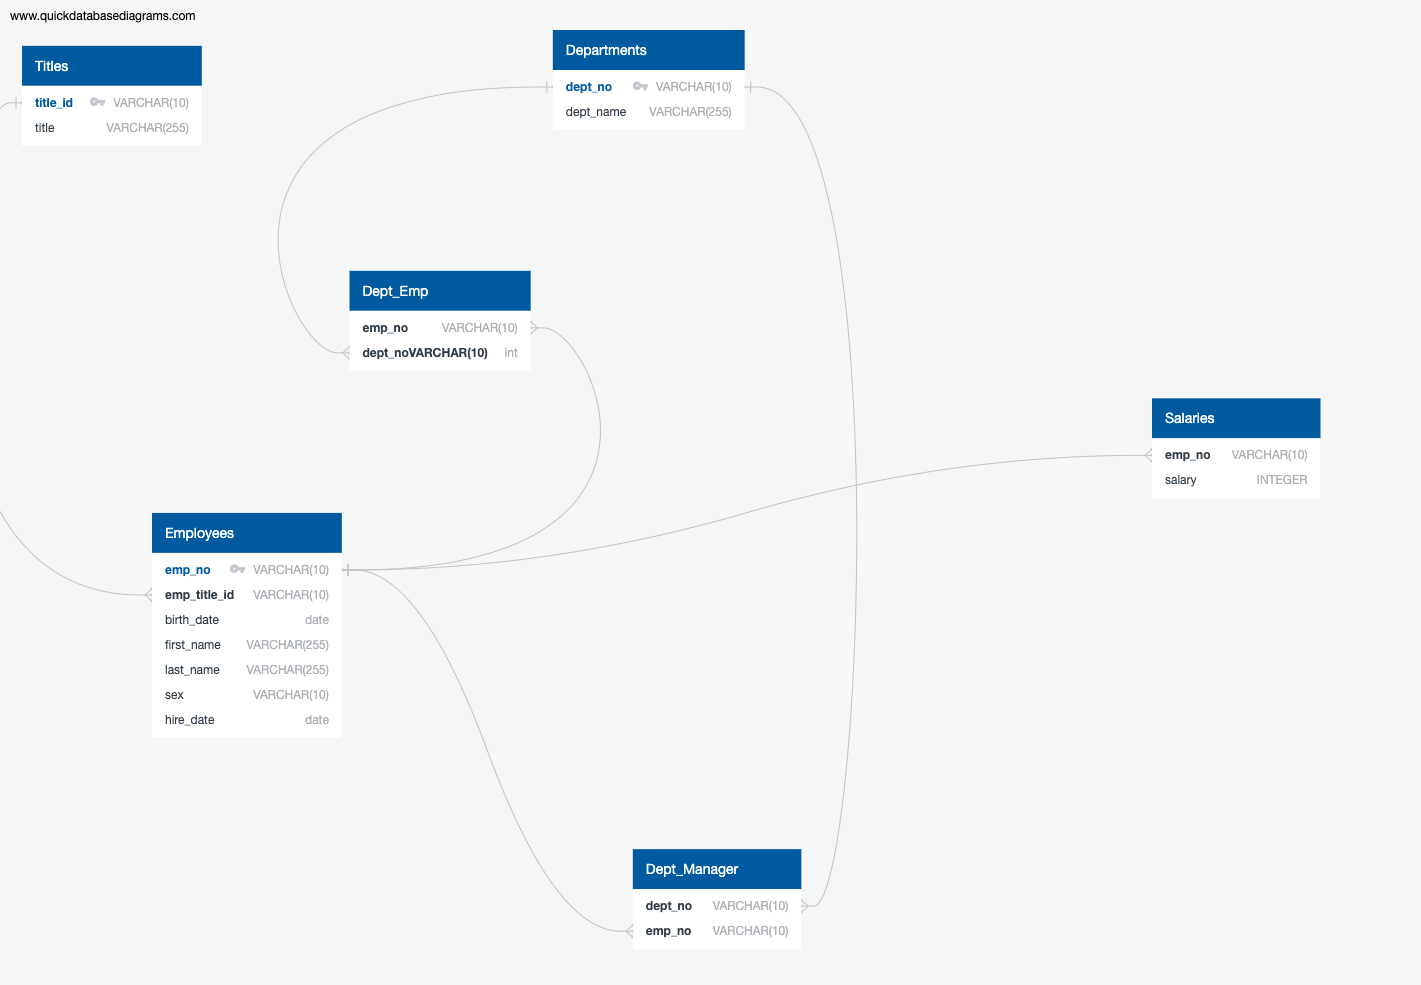 www.quickdatabasediagrams.com
Titles
title_id VARCHAR(10)
title VARCHAR(255)
Departments
dept_no VARCHAR(10)
dept_name VARCHAR(255)
Dept_Emp
emp_no VARCHAR(10)
dept_noVARCHAR(10) int
Salaries
emp_no VARCHAR(10)
salary INTEGER
Employees
emp_no VARCHAR(10)
emp_title_id VARCHAR(10)
birth_date date
first_name VARCHAR(255)
last_name VARCHAR(255)
sex VARCHAR(10)
hire_date date
Dept_Manager
dept_no VARCHAR(10)
emp_no VARCHAR(10)